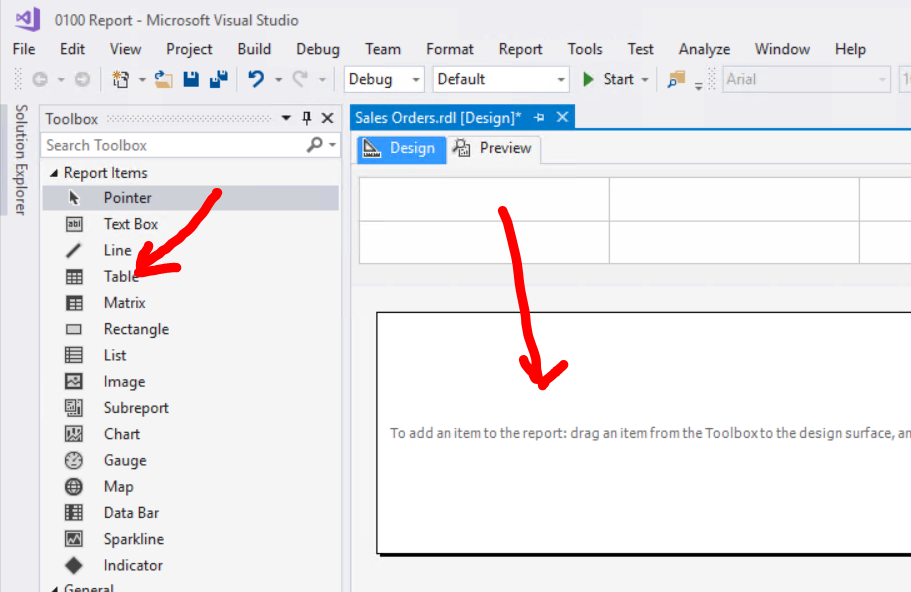 0100 Report - Microsoft Visual Studio
File Edit View Project Build Debug Team Format Report Tools Test Analyze Window Help
Debug Default Start Arial
Solution Explorer
Toolbox
Search Toolbox
Report Items
Pointer
Text Box
Line
Table
Matrix
Rectangle
List
Image
Subreport
Chart
Gauge
Map
Data Bar
Sparkline
Indicator
General
Sales Orders.rdl [Design]*
Design Preview
To add an item to the report: drag an item from the Toolbox to the design surface,